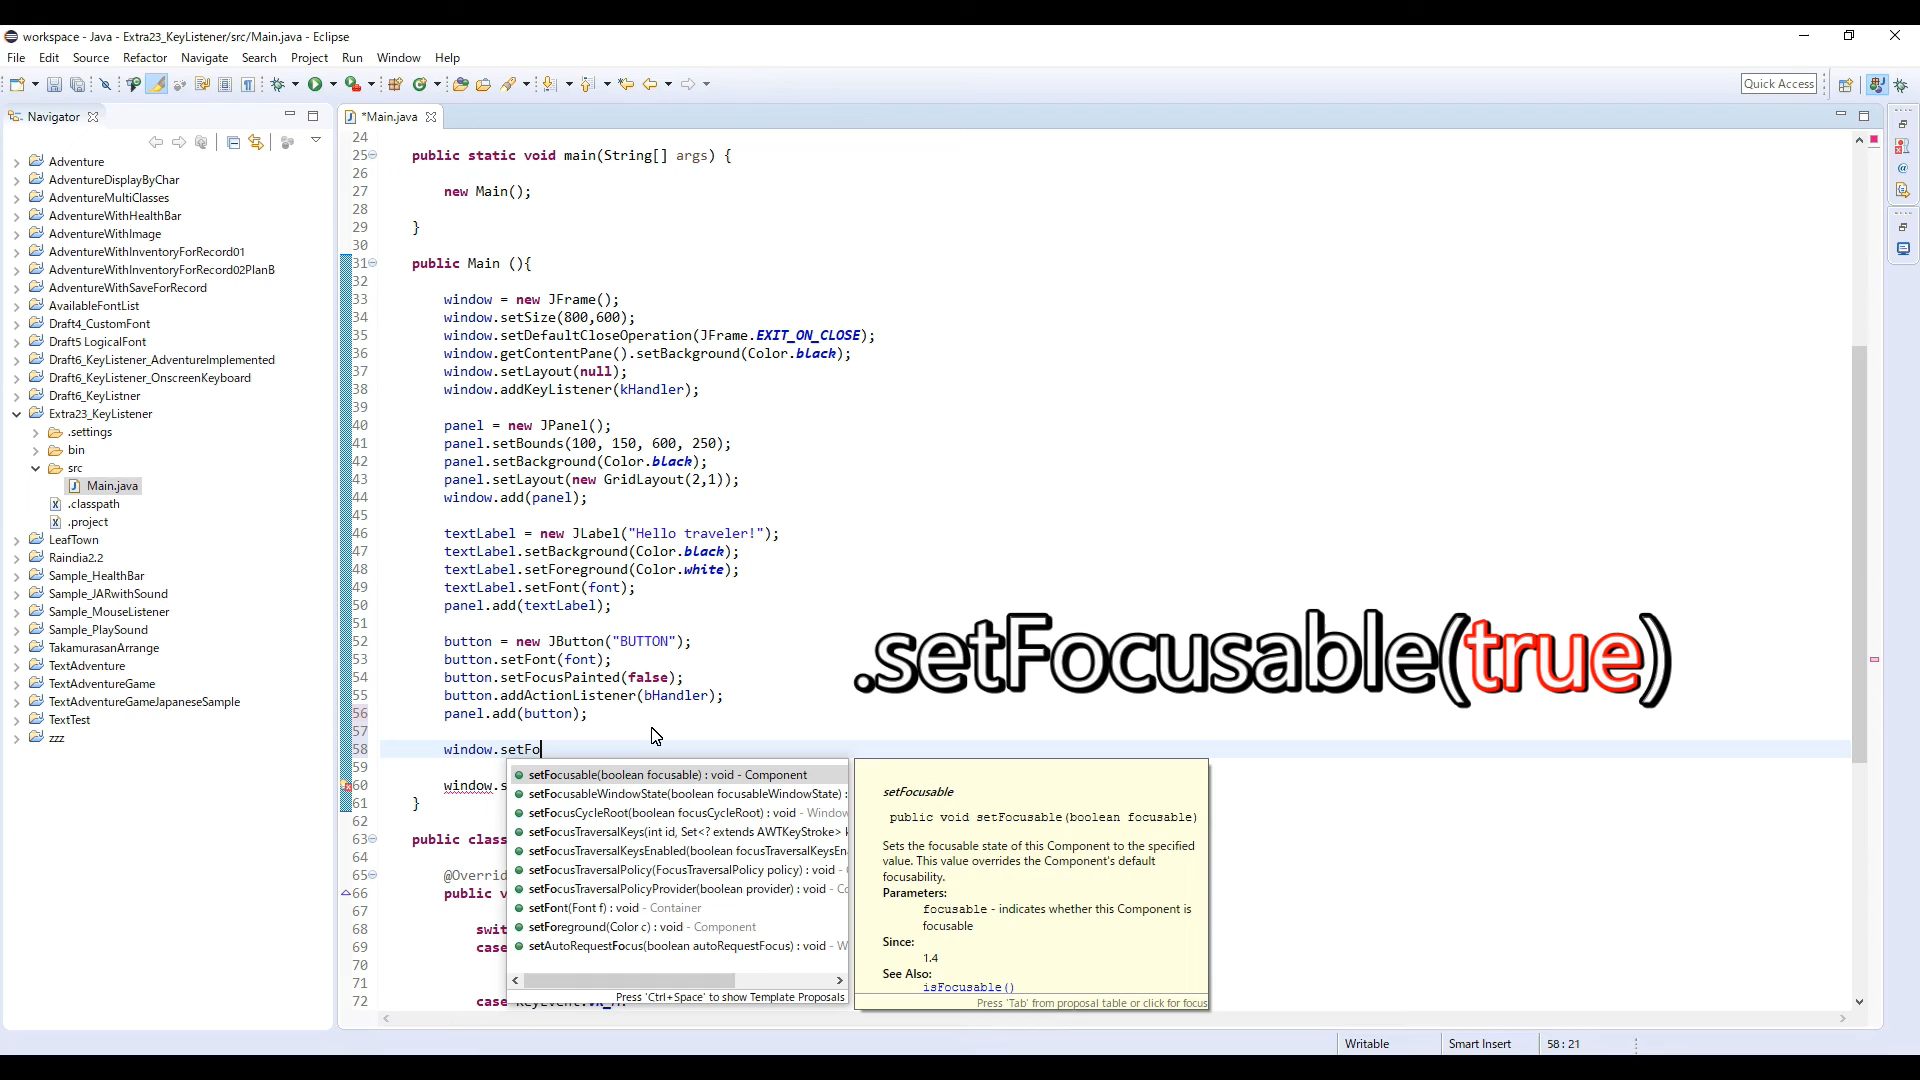 workspace - Java - Extra23_KeyListener/src/Main.java - Eclipse
File Edit Source Refactor Navigate Search Project Run Window Help
Quick Access
Navigator
*Main.java
Adventure
AdventureDisplayByChar
AdventureMultiClasses
AdventureWithHealthBar
AdventureWithImage
AdventureWithInventoryForRecord01
AdventureWithInventoryForRecord02PlanB
AdventureWithSaveForRecord
AvailableFontList
Draft4_CustomFont
Draft5 LogicalFont
Draft6_KeyListener_AdventureImplemented
Draft6_KeyListener_OnscreenKeyboard
Draft6_KeyListner
Extra23_KeyListener
.settings
bin
src
Main.java
.classpath
.project
LeafTown
Raindia2.2
Sample_HealthBar
Sample_JARwithSound
Sample_MouseListener
Sample_PlaySound
TakamurasanArrange
TextAdventure
TextAdventureGame
TextAdventureGameJapaneseSample
TextTest
zzz
24
25 public static void main(String[] args) {
26
27 new Main();
28
29 }
30
31 public Main (){
32
33 window = new JFrame();
34 window.setSize(800,600);
35 window.setDefaultCloseOperation(JFrame.EXIT_ON_CLOSE);
36 window.getContentPane().setBackground(Color.black);
37 window.setLayout(null);
38 window.addKeyListener(kHandler);
39
40 panel = new JPanel();
41 panel.setBounds(100, 150, 600, 250);
42 panel.setBackground(Color.black);
43 panel.setLayout(new GridLayout(2,1));
44 window.add(panel);
45
46 textLabel = new JLabel("Hello traveler!");
47 textLabel.setBackground(Color.black);
48 textLabel.setForeground(Color.white);
49 textLabel.setFont(font);
50 panel.add(textLabel);
51
52 button = new JButton("BUTTON");
53 button.setFont(font);
54 button.setFocusPainted(false);
55 button.addActionListener(bHandler);
56 panel.add(button);
57
58 window.setFo
59
60 window.s
61 }
62
63 public class
64
65 @Overrid
66 public v
67
68 swit
69 case
70
71
72 case
.setFocusable(true)
setFocusable(boolean focusable) : void - Component
setFocusableWindowState(boolean focusableWindowState) :
setFocusCycleRoot(boolean focusCycleRoot) : void - Window
setFocusTraversalKeys(int id, Set<? extends AWTKeyStroke> k
setFocusTraversalKeysEnabled(boolean focusTraversalKeysEna
setFocusTraversalPolicy(FocusTraversalPolicy policy) : void - C
setFocusTraversalPolicyProvider(boolean provider) : void - Co
setFont(Font f) : void - Container
setForeground(Color c) : void - Component
setAutoRequestFocus(boolean autoRequestFocus) : void - W
Press 'Ctrl+Space' to show Template Proposals
setFocusable
public void setFocusable(boolean focusable)
Sets the focusable state of this Component to the specified
value. This value overrides the Component's default
focusability.
Parameters:
focusable - indicates whether this Component is
focusable
Since:
1.4
See Also:
isFocusable()
Press 'Tab' from proposal table or click for focus
Writable Smart Insert 58 : 21